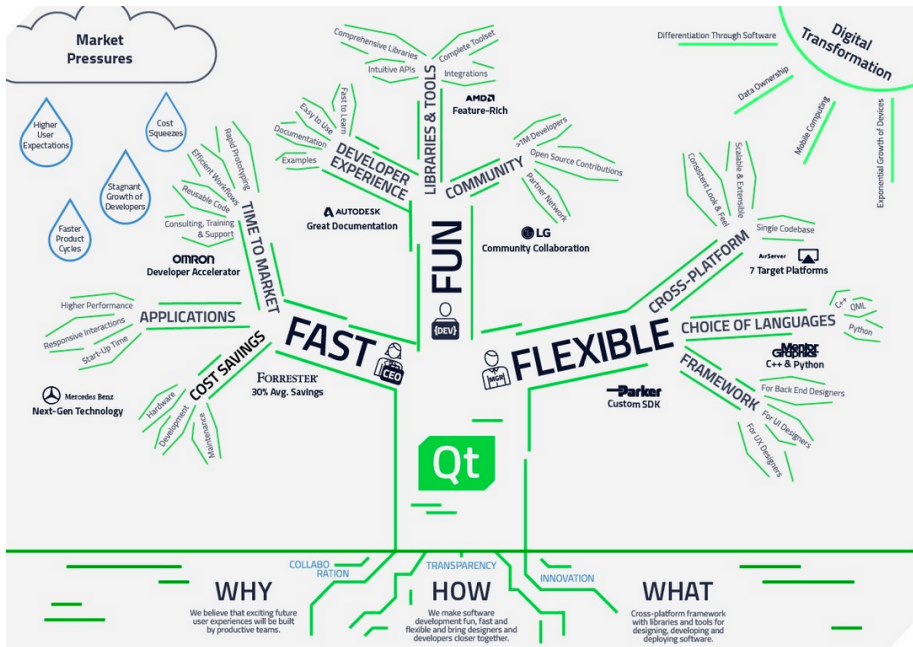 Market
Pressures
Higher
User
Expectations
Cost
Squeezes
Stagnant
Growth of
Developers
Faster
Product
Cycles
Digital
Transformation
Differentiation Through Software
Data Ownership
Mobile Computing
Exponential Growth of Devices
FUN
{DEV}
LIBRARIES & TOOLS
Comprehensive Libraries
Intuitive APIs
Complete Toolset
Integrations
AMD
Feature-Rich
DEVELOPER
EXPERIENCE
Fast to Learn
Easy to Use
Documentation
Examples
AUTODESK
Great Documentation
COMMUNITY
>1M Developers
Open Source Contributions
Partner Network
LG
Community Collaboration
FAST
CEO
TIME TO MARKET
Rapid Prototyping
Efficient Workflows
Reusable Code
Consulting, Training
& Support
OMRON
Developer Accelerator
APPLICATIONS
Higher Performance
Responsive Interactions
Start-Up Time
Mercedes Benz
Next-Gen Technology
COST SAVINGS
Hardware
Development
Maintenance
FORRESTER
30% Avg. Savings
FLEXIBLE
MGR
CROSS-PLATFORM
Consistent Look & Feel
Scalable & Extensible
Single Codebase
AirServer
7 Target Platforms
CHOICE OF LANGUAGES
C++
QML
Python
Mentor
Graphics
C++ & Python
FRAMEWORK
For Back End Designers
For UI Designers
For UX Designers
Parker
Custom SDK
Qt
COLLABO
RATION
TRANSPARENCY
INNOVATION
WHY
We believe that exciting future
user experiences will be built
by productive teams.
HOW
We make software
development fun, fast and
flexible and bring designers and
developers closer together.
WHAT
Cross-platform framework
with libraries and tools for
designing, developing and
deploying software.